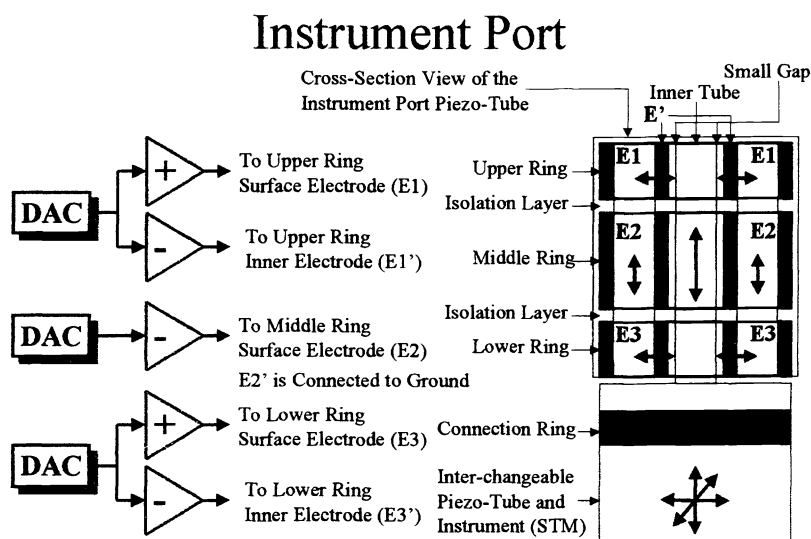 Instrument Port
Cross-Section View of the
Instrument Port Piezo-Tube
Small Gap
Inner Tube
E'
DAC
+
To Upper Ring
Surface Electrode (E1)
-
To Upper Ring
Inner Electrode (E1')
DAC
-
To Middle Ring
Surface Electrode (E2)
E2' is Connected to Ground
DAC
+
To Lower Ring
Surface Electrode (E3)
-
To Lower Ring
Inner Electrode (E3')
Upper Ring
E1
E1
Isolation Layer
E2
E2
Middle Ring
Isolation Layer
E3
E3
Lower Ring
Connection Ring
Inter-changeable
Piezo-Tube and
Instrument (STM)